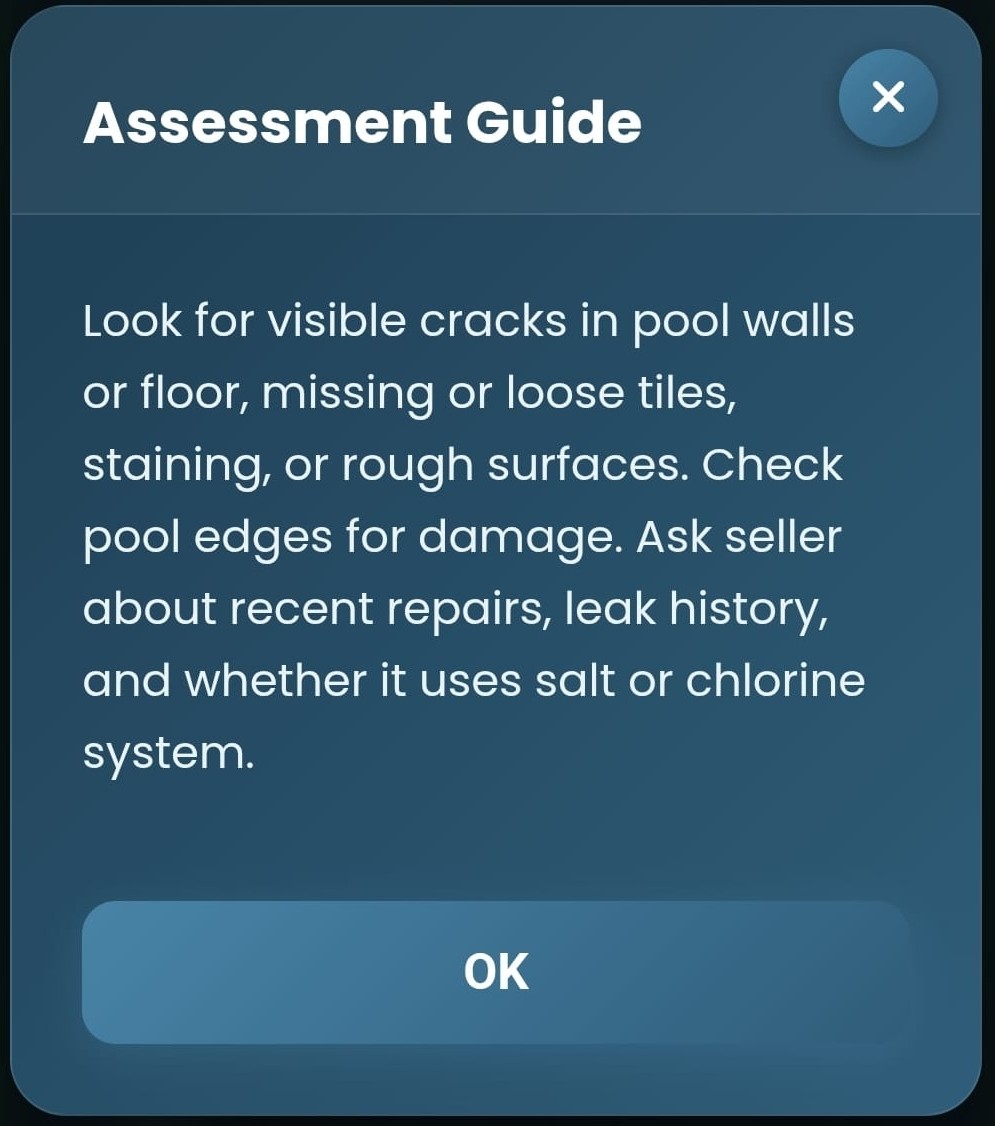 Assessment Guide
Look for visible cracks in pool walls
or floor, missing or loose tiles,
staining, or rough surfaces. Check
pool edges for damage. Ask seller
about recent repairs, leak history,
and whether it uses salt or chlorine
system.
OK